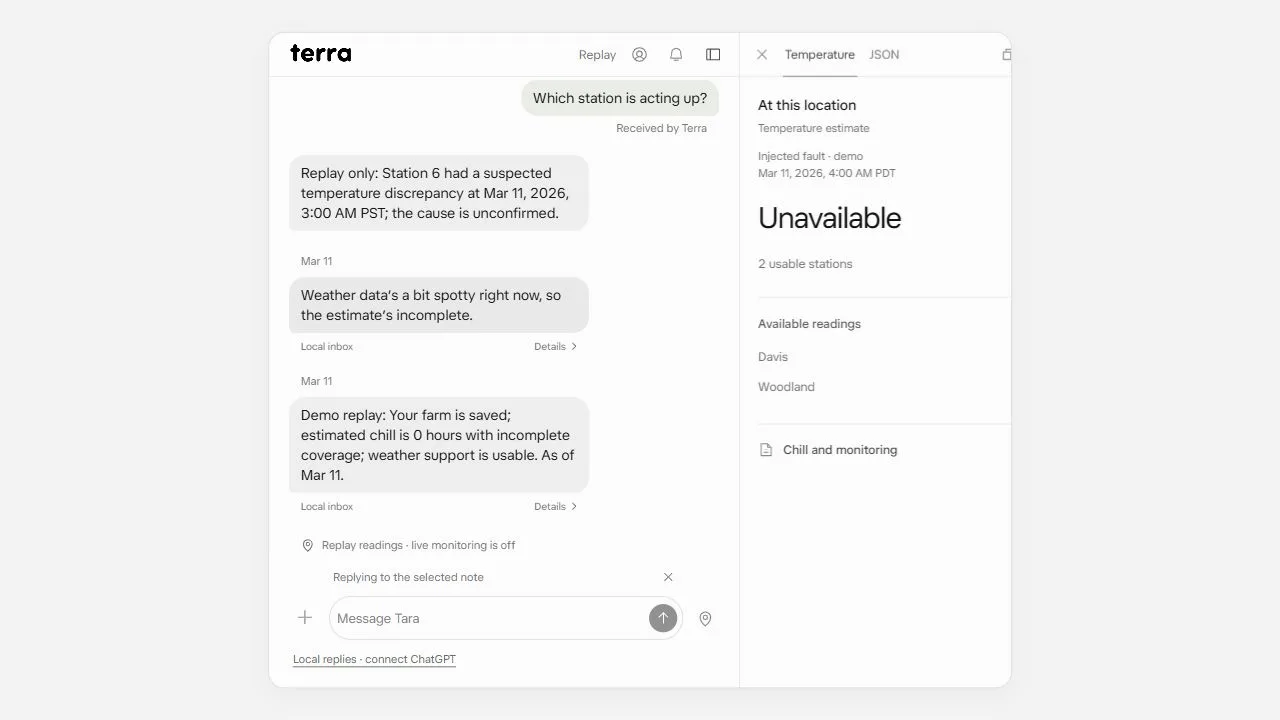 terra
Replay
Which station is acting up?
Received by Terra
Replay only: Station 6 had a suspected
temperature discrepancy at Mar 11, 2026,
3:00 AM PST; the cause is unconfirmed.
Mar 11
Weather data's a bit spotty right now, so
the estimate's incomplete.
Local inbox
Details
Mar 11
Demo replay: Your farm is saved;
estimated chill is 0 hours with incomplete
coverage; weather support is usable. As of
Mar 11.
Local inbox
Details
Replay readings · live monitoring is off
Replying to the selected note
Message Tara
Local replies · connect ChatGPT
Temperature
JSON
At this location
Temperature estimate
Injected fault · demo
Mar 11, 2026, 4:00 AM PDT
Unavailable
2 usable stations
Available readings
Davis
Woodland
Chill and monitoring